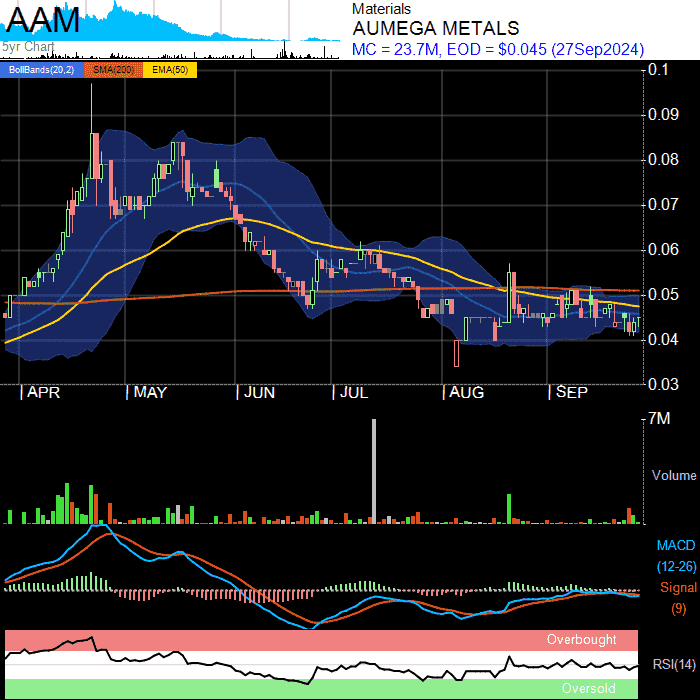 AAM
5yr Chart
Materials
AUMEGA METALS
MC = 23.7M, EOD = $0.045 (27Sep2024)
BollBands(20,2) SMA(200) EMA(50)
0.1
0.09
0.08
0.07
0.06
0.05
0.04
0.03
APR MAY JUN JUL AUG SEP
7M
Volume
MACD
(12-26)
Signal
(9)
Overbought
RSI(14)
Oversold